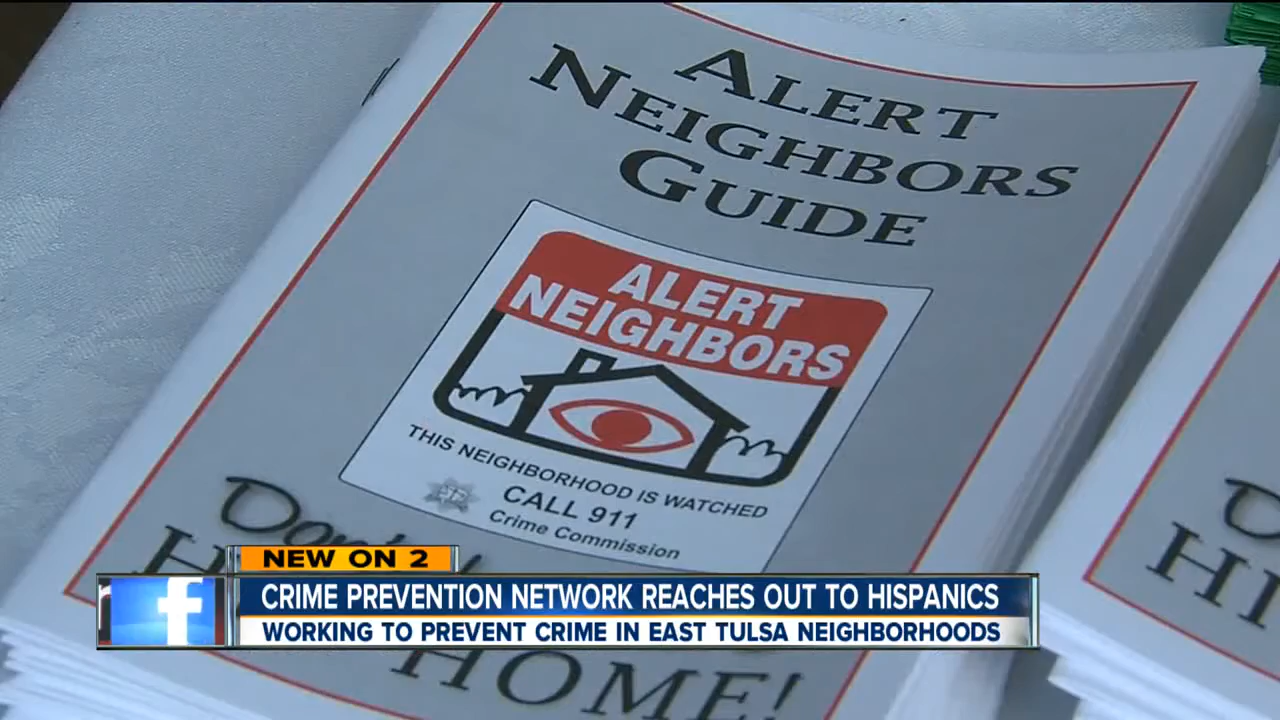 ALERT
NEIGHBORS
GUIDE
ALERT
NEIGHBORS
THIS NEIGHBORHOOD IS WATCHED
CALL 911
Crime Commission
NEW ON 2
CRIME PREVENTION NETWORK REACHES OUT TO HISPANICS
WORKING TO PREVENT CRIME IN EAST TULSA NEIGHBORHOODS
HOME!